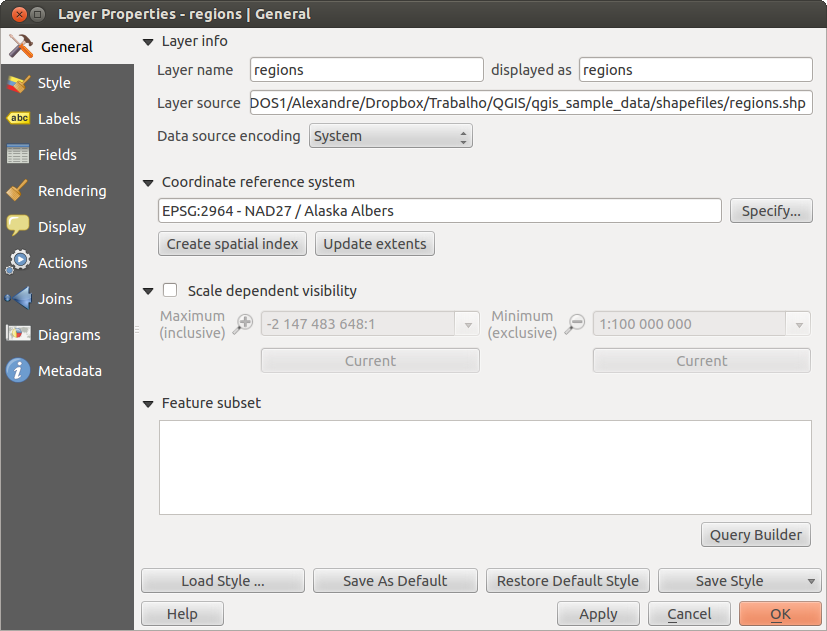 Layer Properties - regions | General
General
Style
abc Labels
Fields
Rendering
Display
Actions
Joins
Diagrams
Metadata
Layer info
Layer name regions displayed as regions
Layer source DOS1/Alexandre/Dropbox/Trabalho/QGIS/qgis_sample_data/shapefiles/regions.shp
Data source encoding System
Coordinate reference system
EPSG:2964 - NAD27 / Alaska Albers Specify...
Create spatial index Update extents
Scale dependent visibility
Maximum (inclusive) -2 147 483 648:1 Minimum (exclusive) 1:100 000 000
Current Current
Feature subset
Query Builder
Load Style ... Save As Default Restore Default Style Save Style
Help Apply Cancel OK